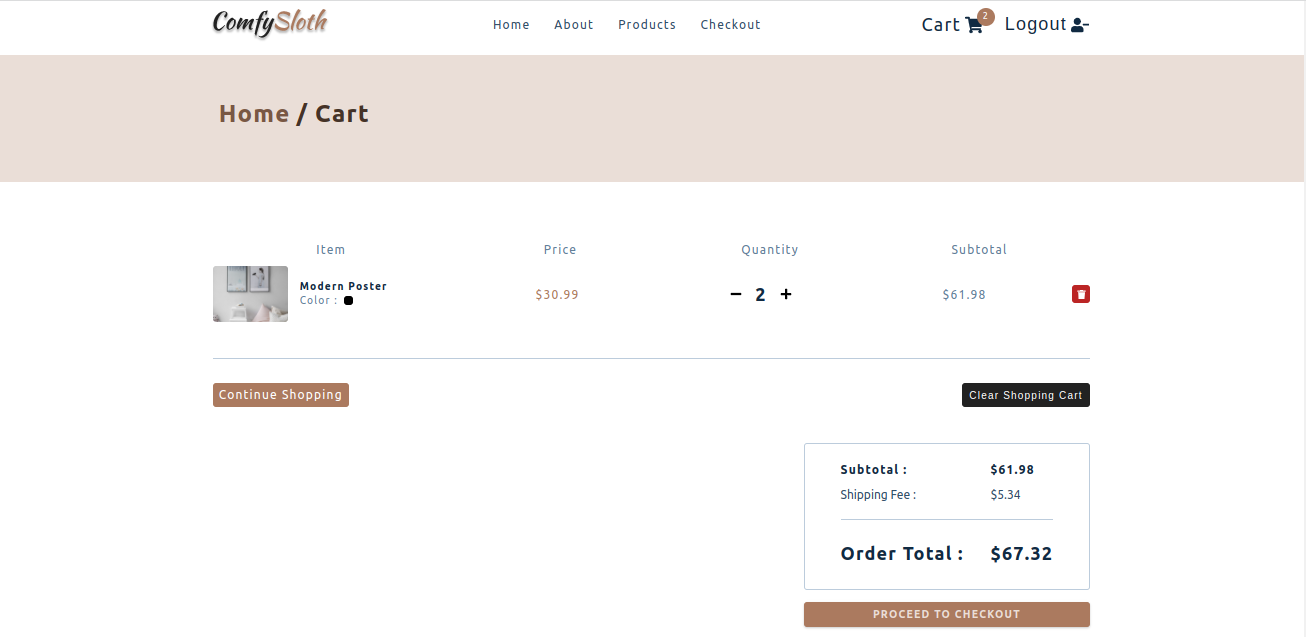 ComfySloth
Home About Products Checkout
Cart 2 Logout
Home / Cart
Item Price Quantity Subtotal
Modern Poster
Color :
$30.99 2 $61.98
Continue Shopping Clear Shopping Cart
Subtotal : $61.98
Shipping Fee : $5.34
Order Total : $67.32
PROCEED TO CHECKOUT